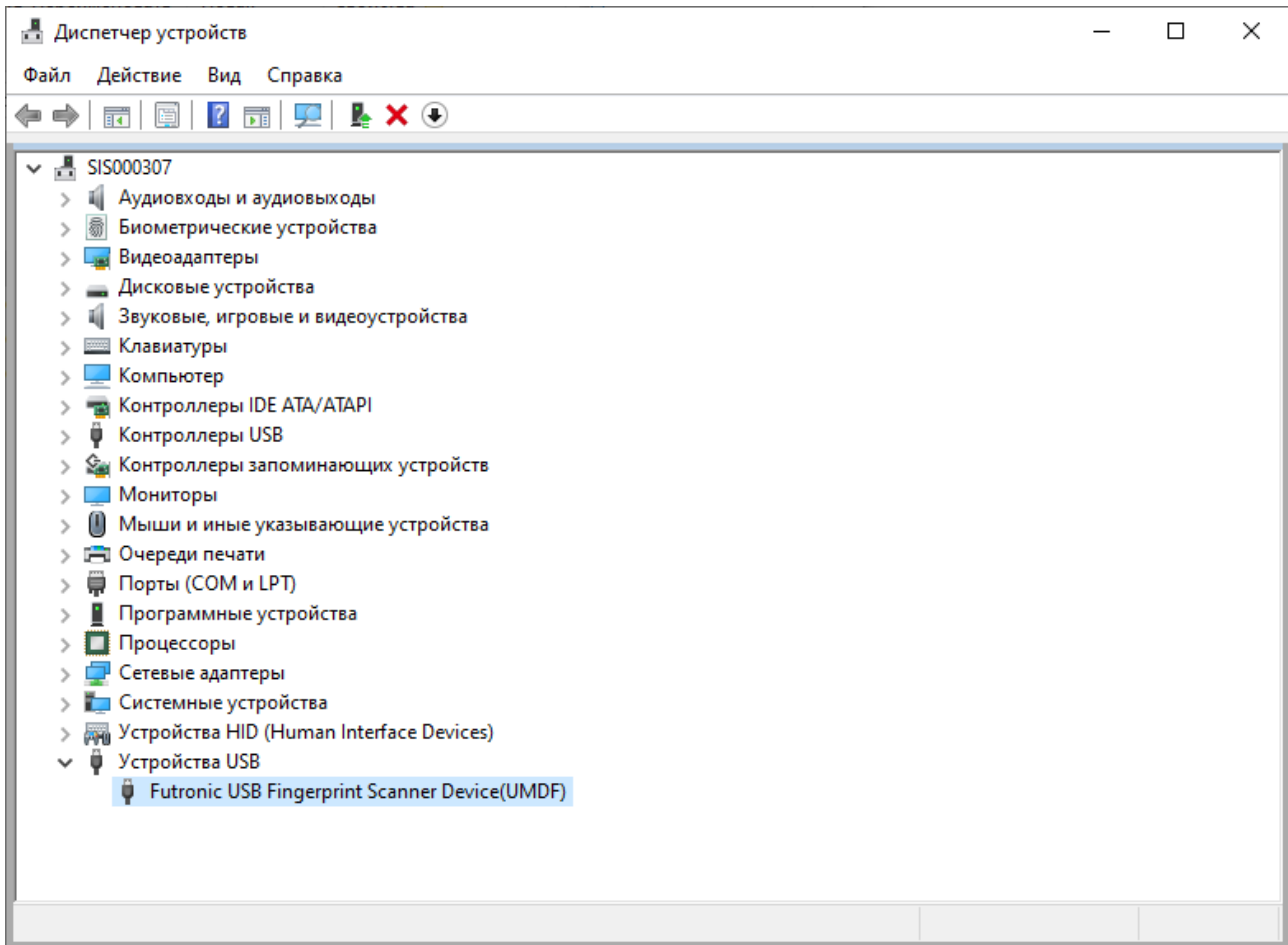 Диспетчер устройств
Файл Действие Вид Справка
SIS000307
Аудиовходы и аудиовыходы
Биометрические устройства
Видеоадаптеры
Дисковые устройства
Звуковые, игровые и видеоустройства
Клавиатуры
Компьютер
Контроллеры IDE ATA/ATAPI
Контроллеры USB
Контроллеры запоминающих устройств
Мониторы
Мыши и иные указывающие устройства
Очереди печати
Порты (COM и LPT)
Программные устройства
Процессоры
Сетевые адаптеры
Системные устройства
Устройства HID (Human Interface Devices)
Устройства USB
Futronic USB Fingerprint Scanner Device(UMDF)